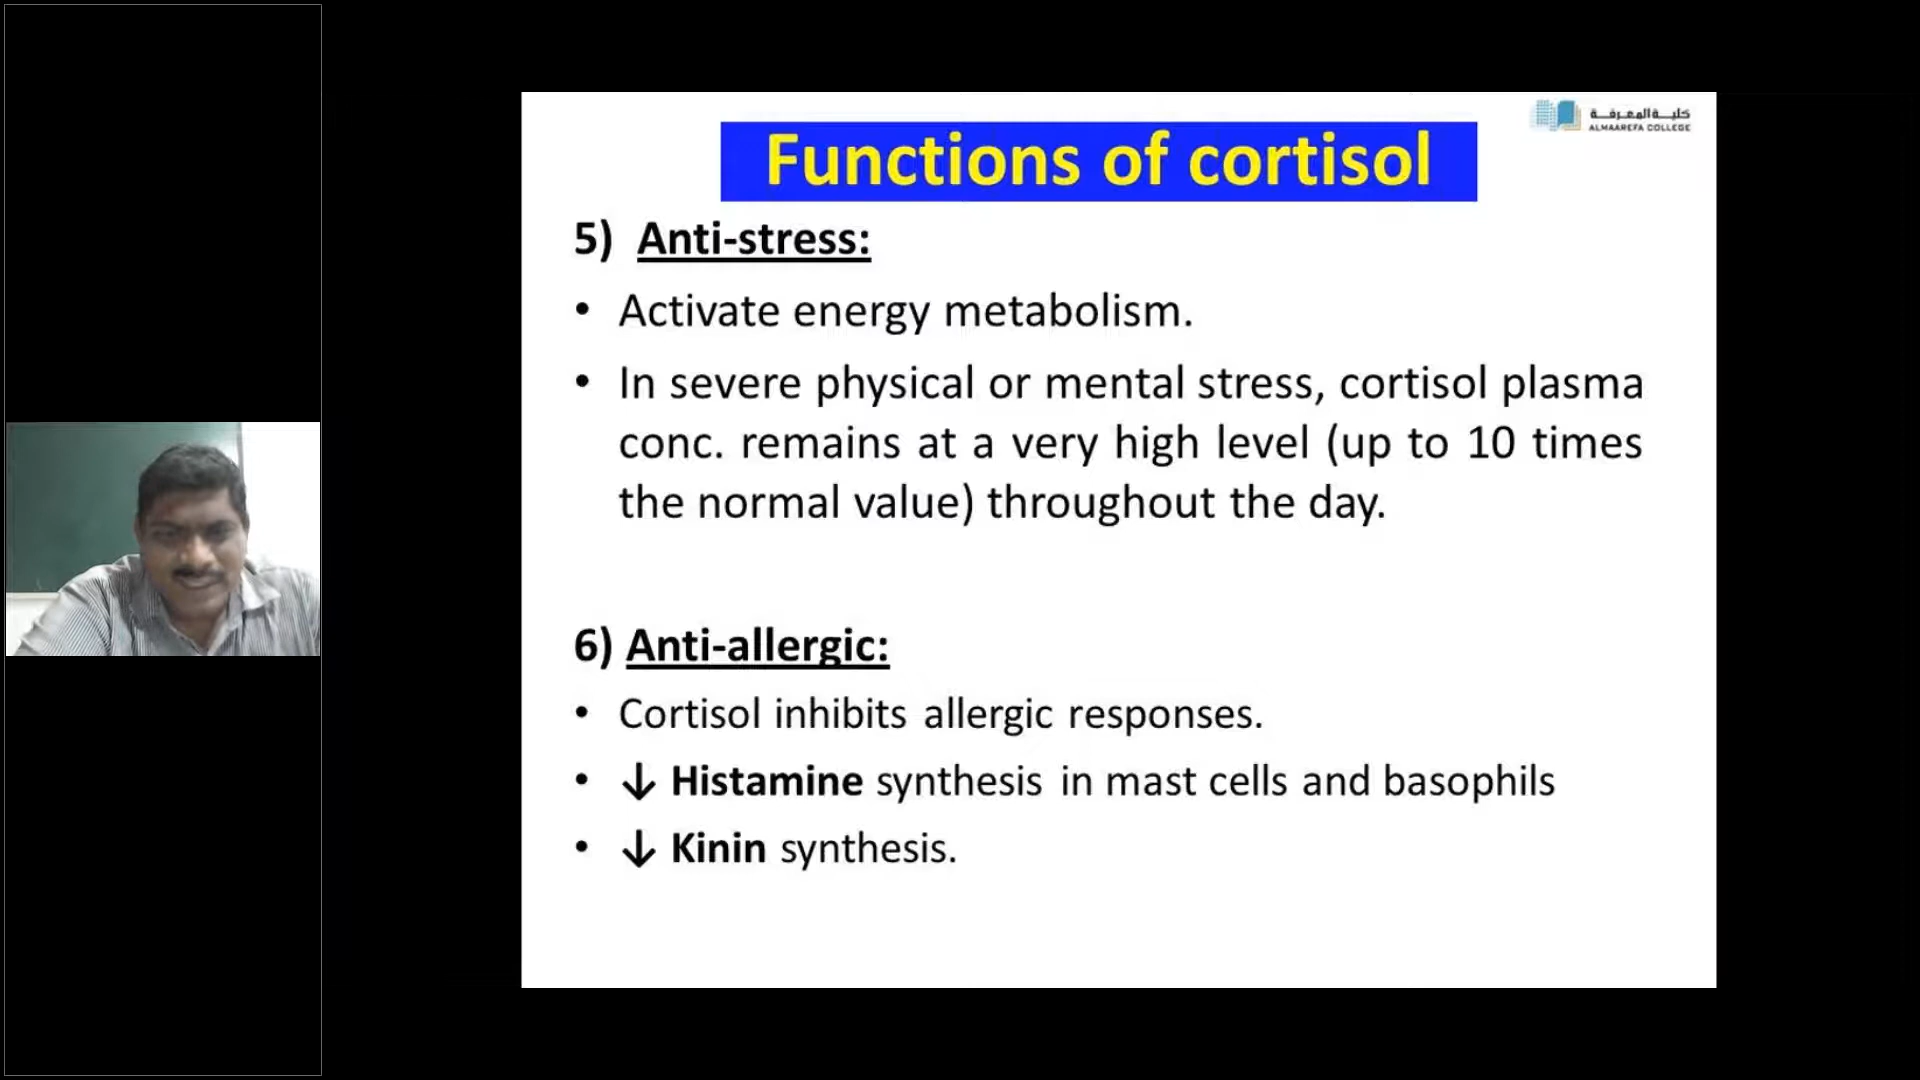 كليـــة المعـرفـــة
ALMAAREFA COLLEGE
Functions of cortisol
5) Anti-stress:
• Activate energy metabolism.
• In severe physical or mental stress, cortisol plasma
conc. remains at a very high level (up to 10 times
the normal value) throughout the day.
6) Anti-allergic:
• Cortisol inhibits allergic responses.
• ↓ Histamine synthesis in mast cells and basophils
• ↓ Kinin synthesis.